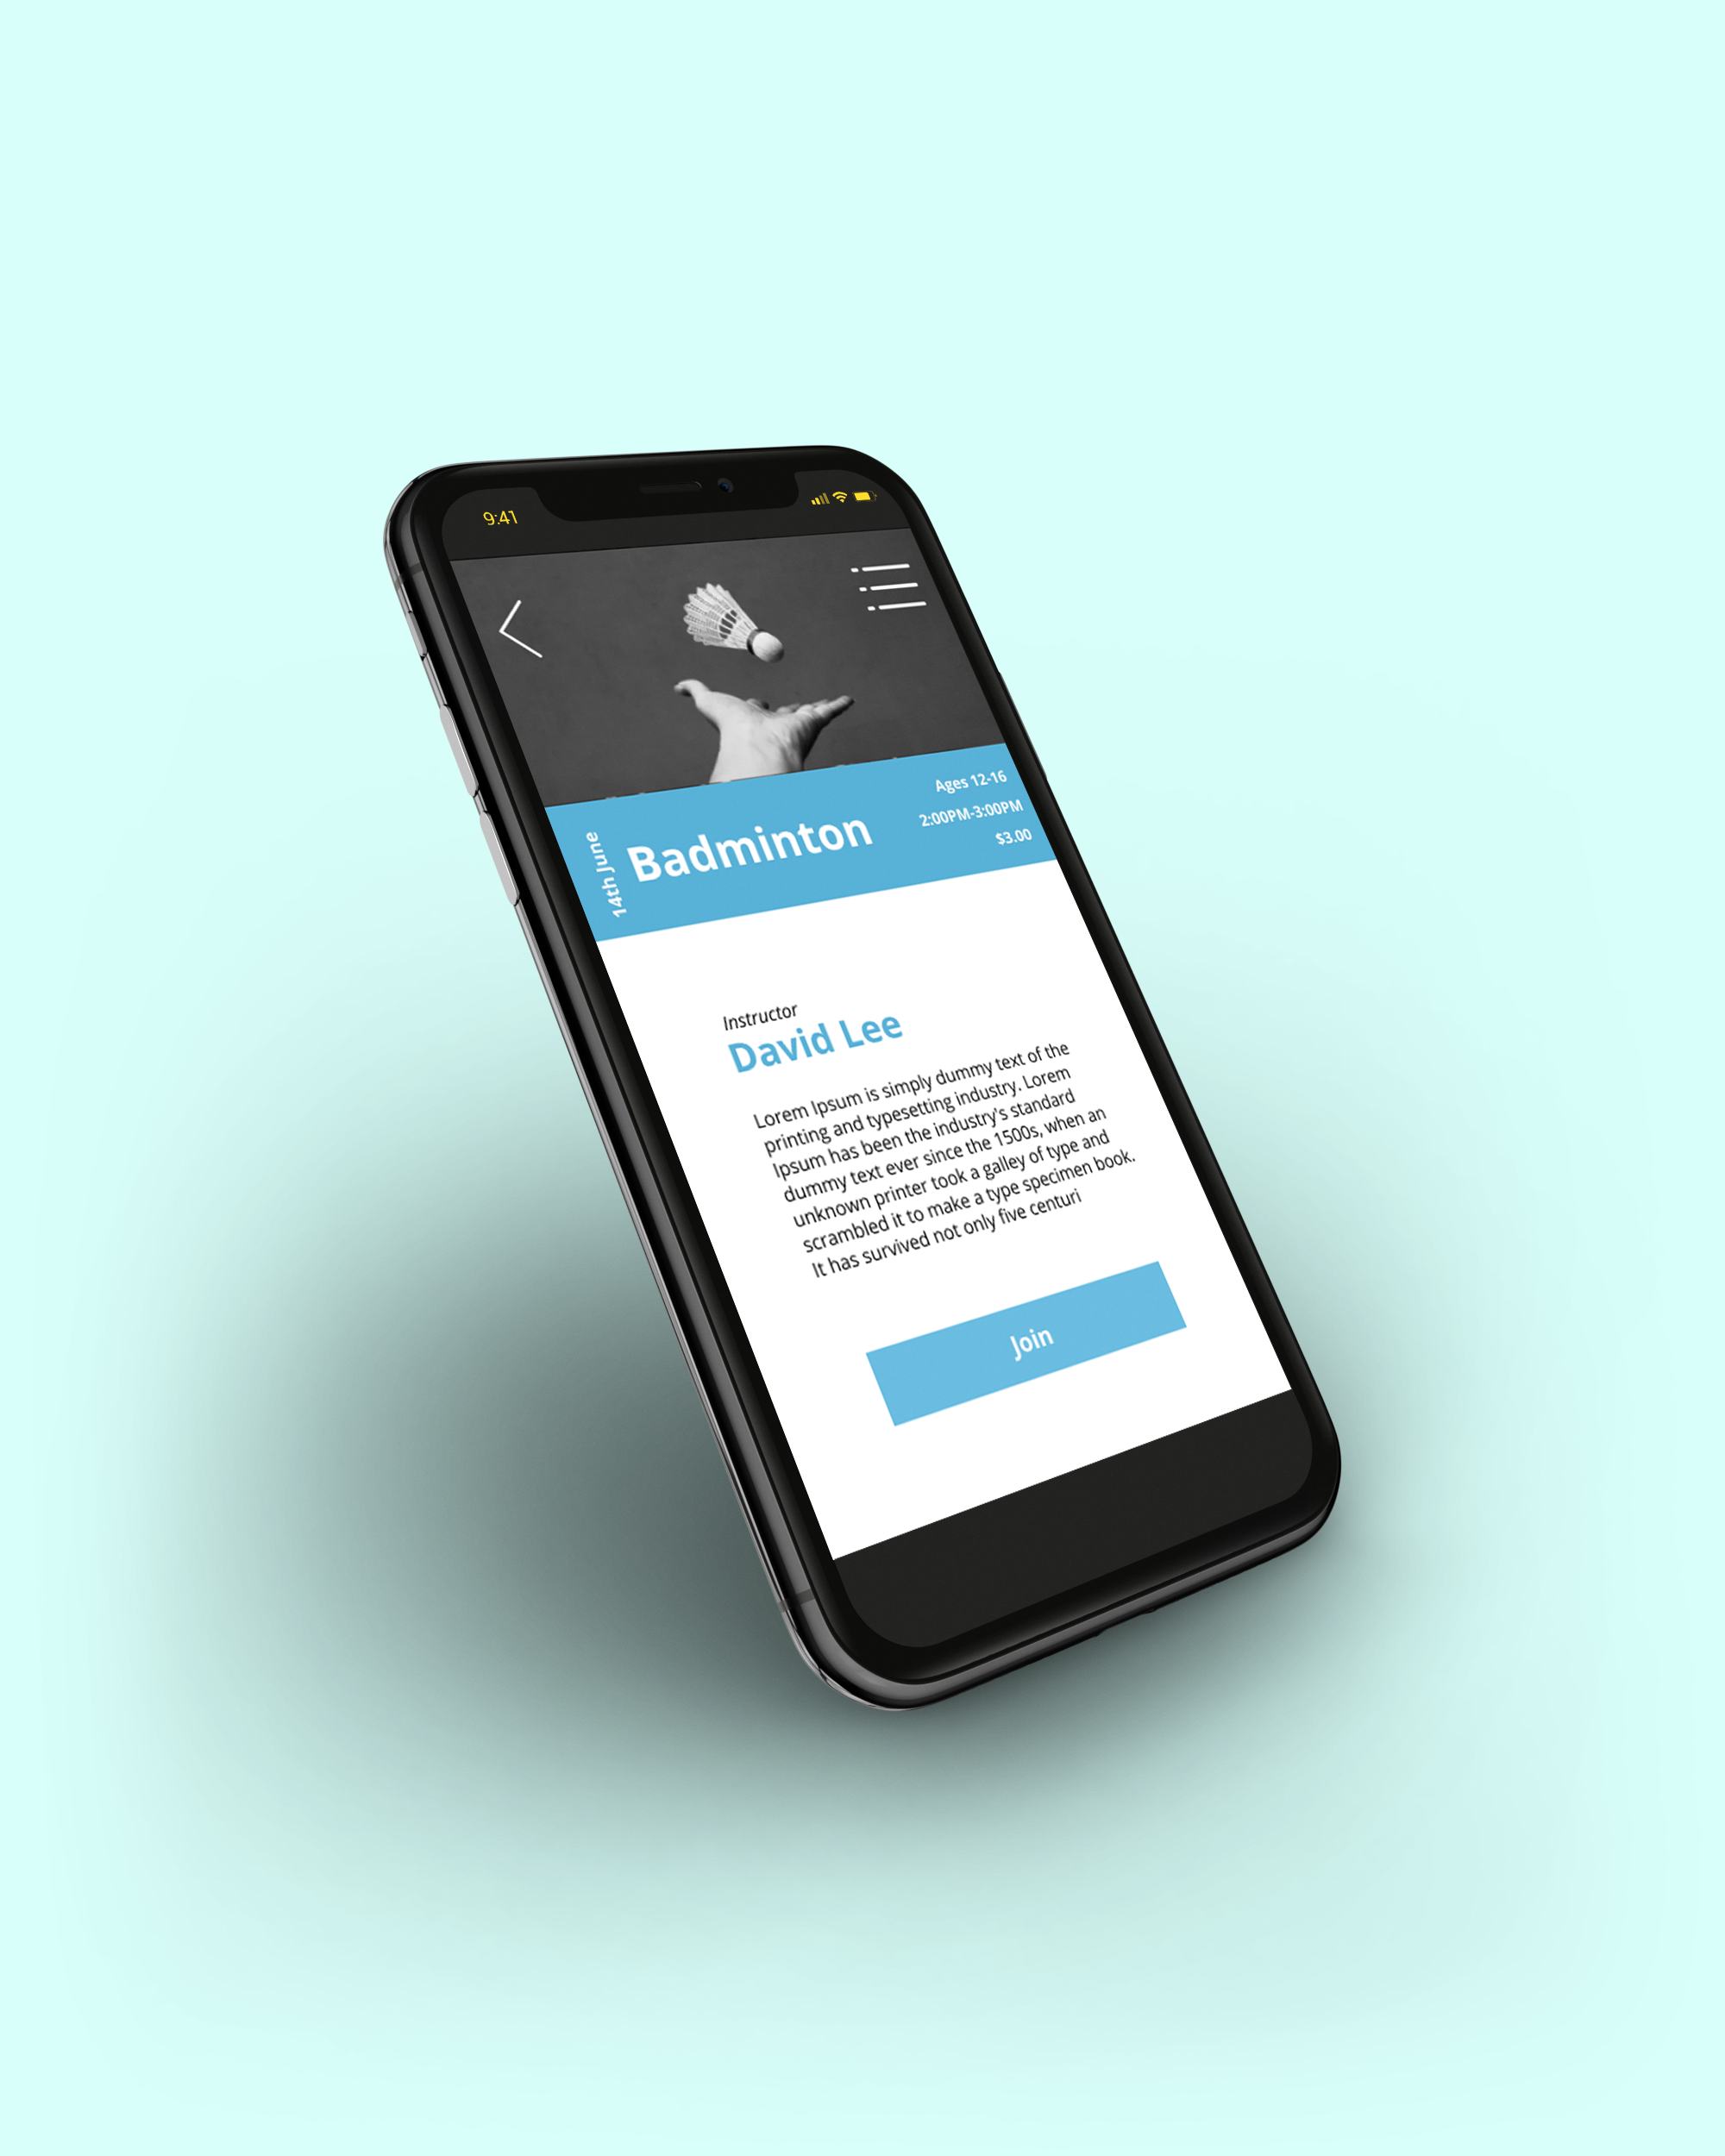 9:41
14th June
Badminton
Ages 12-16
2:00PM-3:00PM
$3.00
Instructor
David Lee
Lorem Ipsum is simply dummy text of the
printing and typesetting industry. Lorem
Ipsum has been the industry's standard
dummy text ever since the 1500s, when an
unknown printer took a galley of type and
scrambled it to make a type specimen book.
It has survived not only five centuri
Join